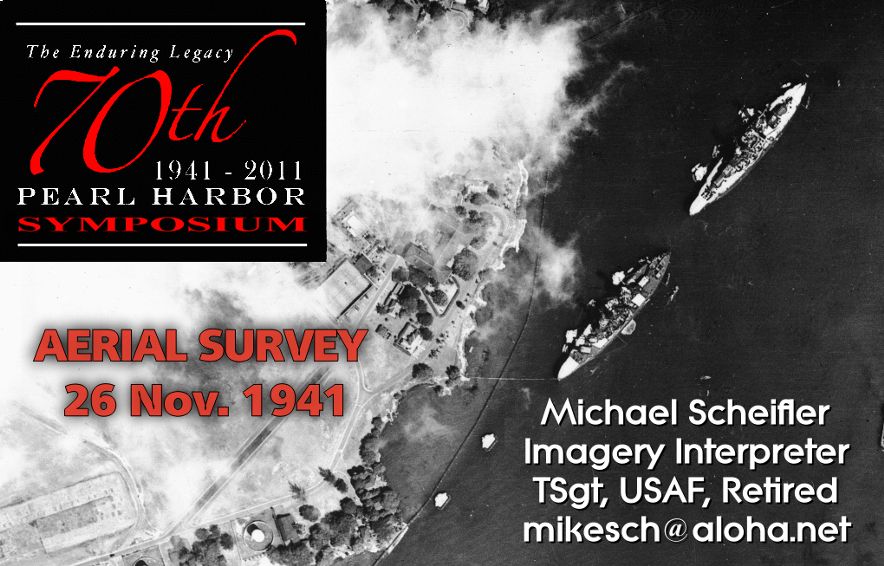 The Enduring Legacy
70th
1941 - 2011
PEARL HARBOR
SYMPOSIUM
AERIAL SURVEY
26 Nov. 1941
Michael Scheifler
Imagery Interpreter
TSgt, USAF, Retired
mikesch@aloha.net